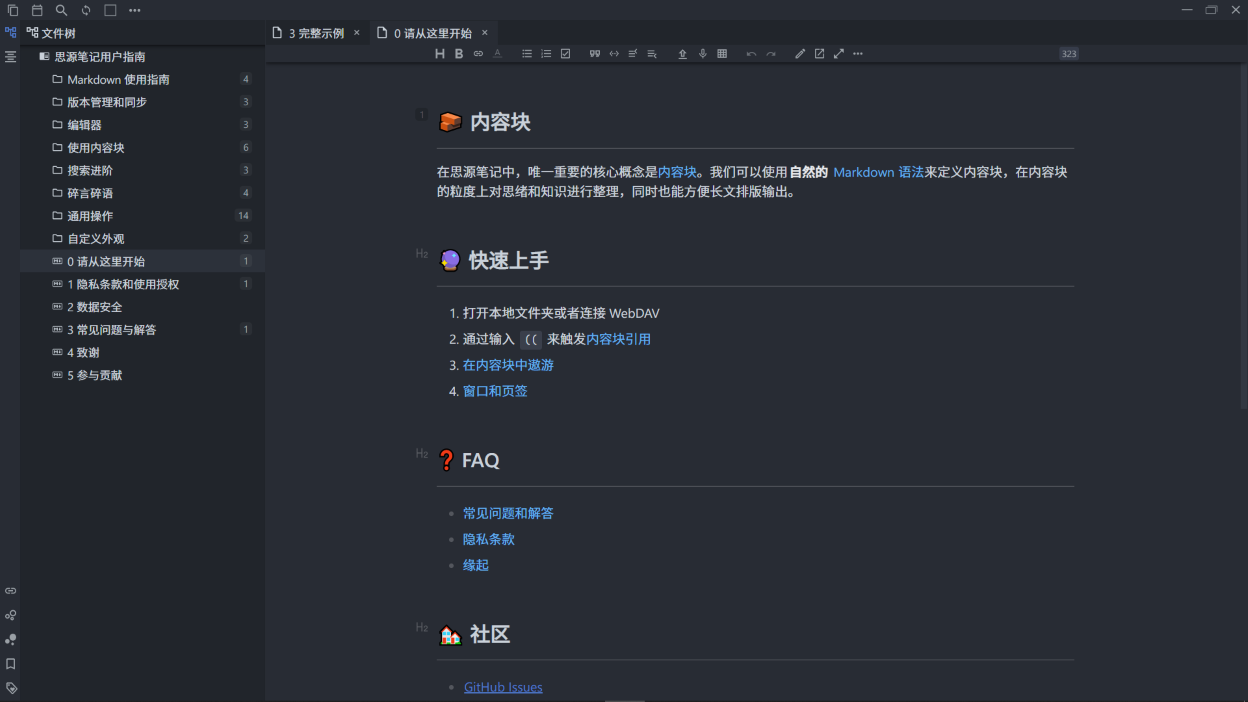 文件树
3 完整示例
0 请从这里开始
323
思源笔记用户指南
Markdown 使用指南 4
版本管理和同步 3
编辑器 3
使用内容块 6
搜索进阶 3
碎言碎语 4
通用操作 14
自定义外观 2
0 请从这里开始 1
1 隐私条款和使用授权 1
2 数据安全
3 常见问题与解答 1
4 致谢
5 参与贡献
1 内容块
在思源笔记中，唯一重要的核心概念是内容块。我们可以使用自然的 Markdown 语法来定义内容块，在内容块
的粒度上对思绪和知识进行整理，同时也能方便长文排版输出。
H2 快速上手
1. 打开本地文件夹或者连接 WebDAV
2. 通过输入 (( 来触发内容块引用
3. 在内容块中遨游
4. 窗口和页签
H2 FAQ
常见问题和解答
隐私条款
缘起
H2 社区
GitHub Issues